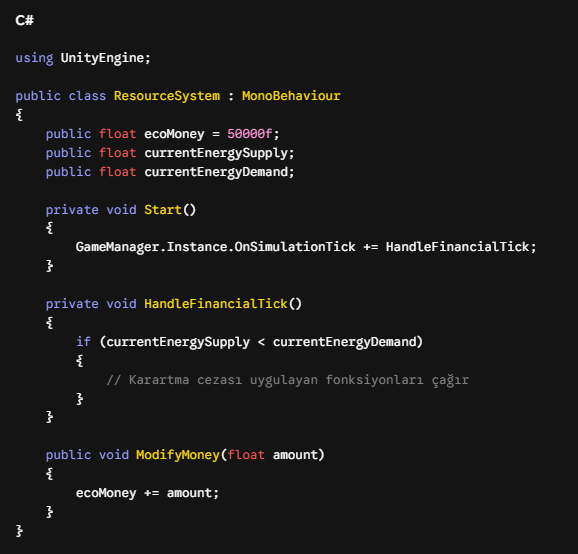 C#
using UnityEngine;
public class ResourceSystem : MonoBehaviour
{
    public float ecoMoney = 50000f;
    public float currentEnergySupply;
    public float currentEnergyDemand;
    private void Start()
    {
        GameManager.Instance.OnSimulationTick += HandleFinancialTick;
    }
    private void HandleFinancialTick()
    {
        if (currentEnergySupply < currentEnergyDemand)
        {
            // Karartma cezası uygulayan fonksiyonları çağır
        }
    }
    public void ModifyMoney(float amount)
    {
        ecoMoney += amount;
    }
}